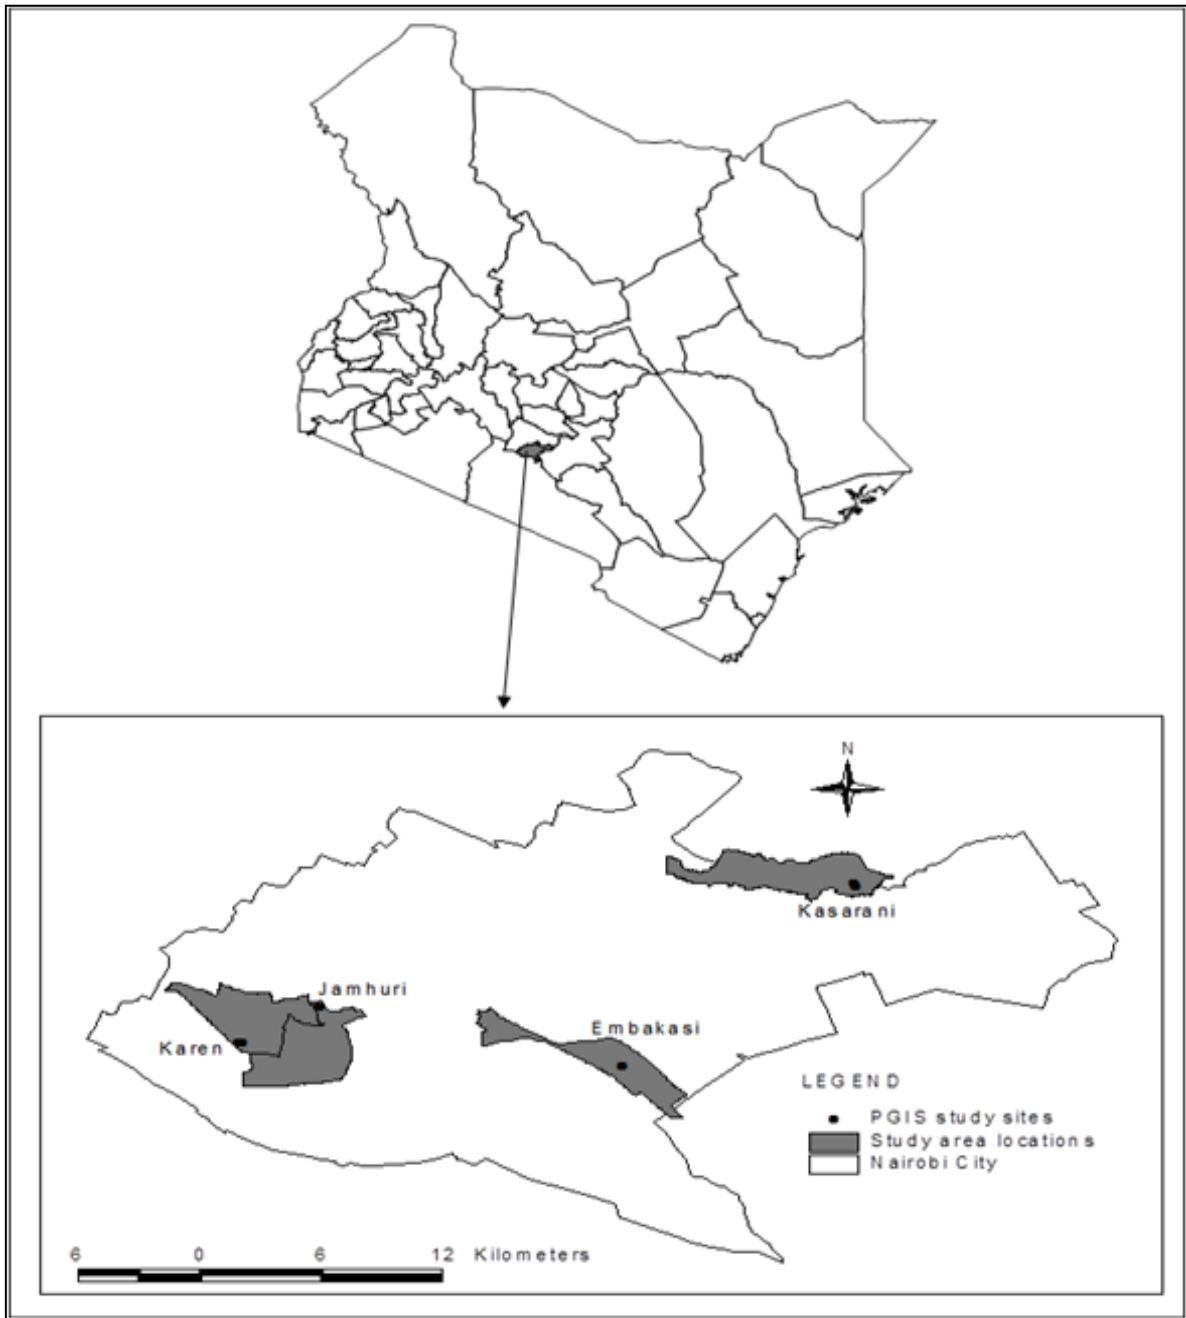 N
Kasarani
Jamhuri
Embakasi
Karen
LEGEND
PGIS study sites
Study area locations
Nairobi City
6 0 6 12 Kilometers